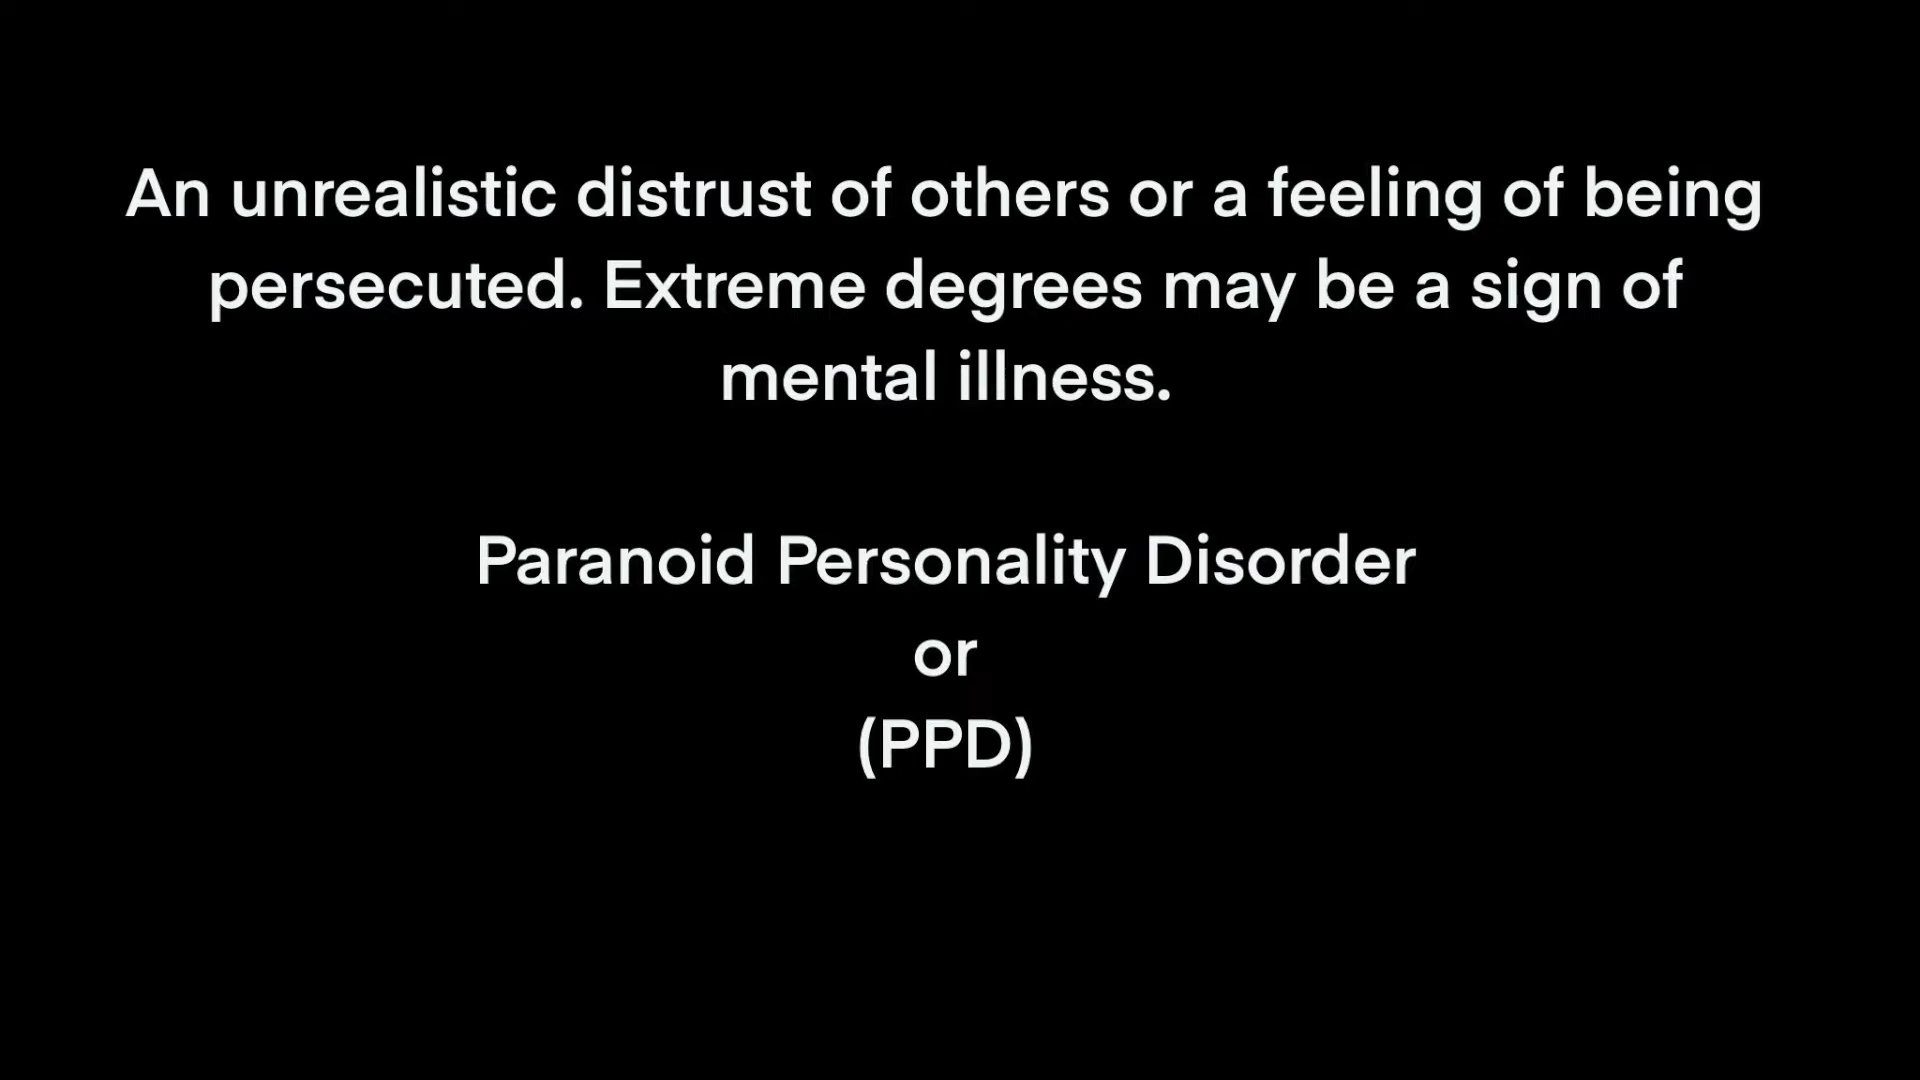 An unrealistic distrust of others or a feeling of being
persecuted. Extreme degrees may be a sign of
mental illness.
Paranoid Personality Disorder
or
(PPD)